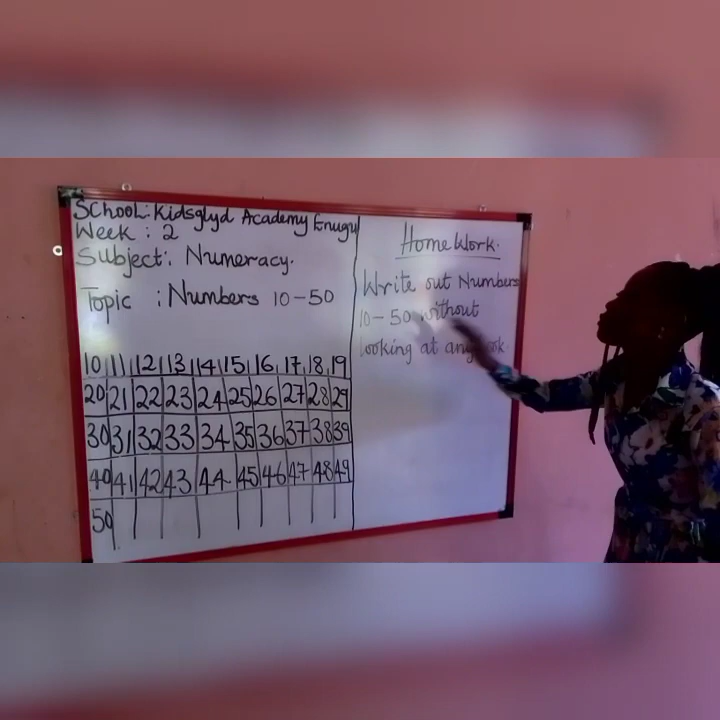 School: Kidsglyd Academy Enugu
Week : 2
Subject: Numeracy.
Topic : Numbers 10-50
10 11 12 13 14 15 16 17 18 19
20 21 22 23 24 25 26 27 28 29
30 31 32 33 34 35 36 37 38 39
40 41 42 43 44 45 46 47 48 49
50
Home Work.
Write out Numbers
10-50 without
looking at any